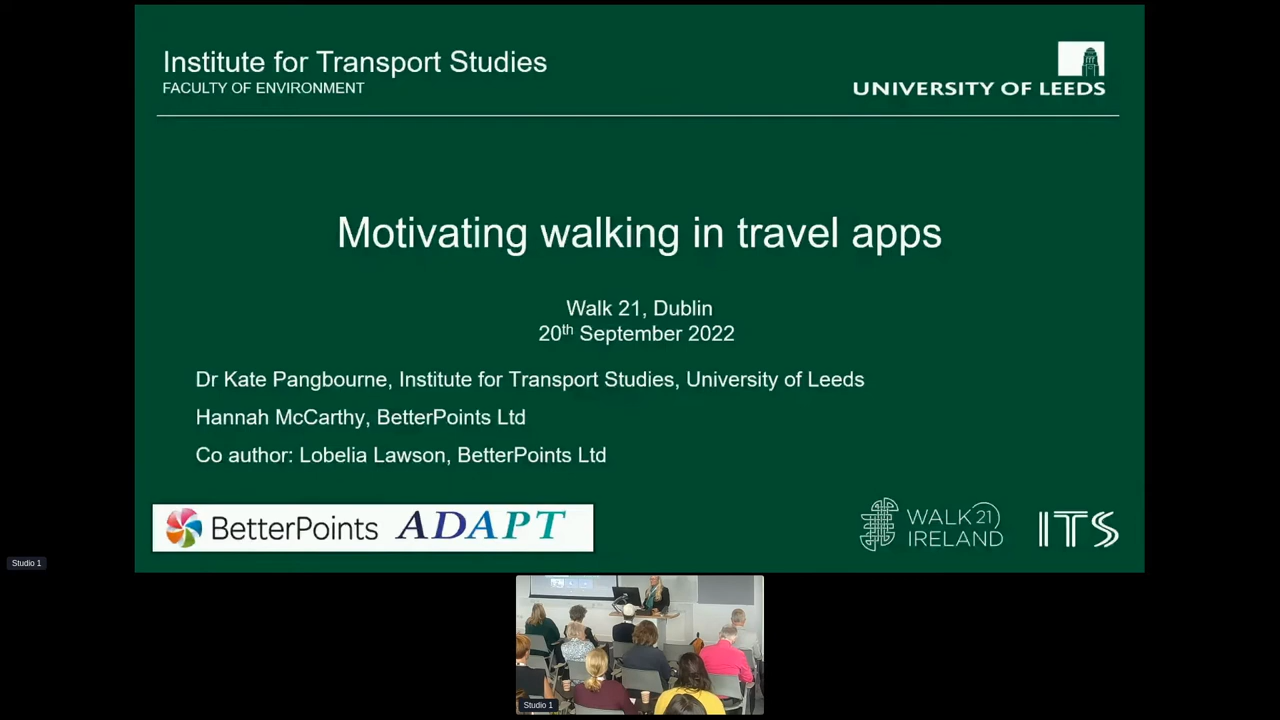 Institute for Transport Studies
FACULTY OF ENVIRONMENT
UNIVERSITY OF LEEDS
Motivating walking in travel apps
Walk 21, Dublin
20th September 2022
Dr Kate Pangbourne, Institute for Transport Studies, University of Leeds
Hannah McCarthy, BetterPoints Ltd
Co author: Lobelia Lawson, BetterPoints Ltd
BetterPoints ADAPT
WALK 21
IRELAND
ITS
Studio 1
Studio 1